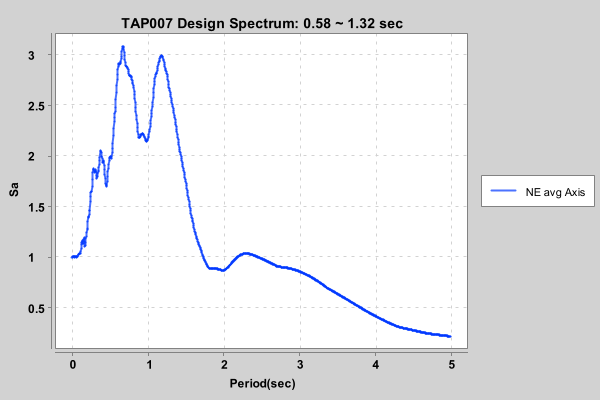 TAP007 Design Spectrum: 0.58 ~ 1.32 sec
3
2.5
2
1.5
1
0.5
Sa
0 1 2 3 4 5
Period(sec)
NE avg Axis